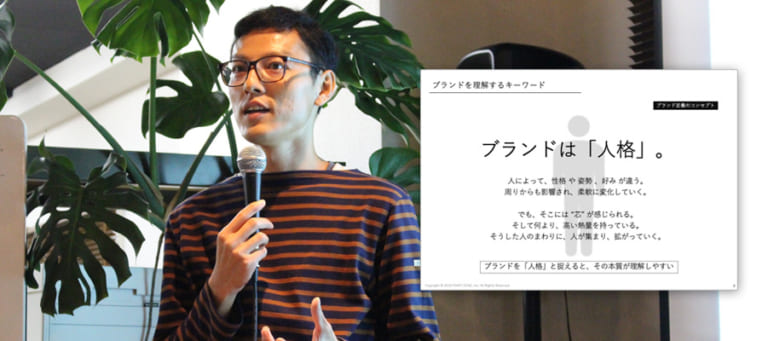 ブランドを理解するキーワード
ブランド定義のコンセプト
ブランドは「人格」。
人によって、性格 や 姿勢 、好み が違う。
周りからも影響され、柔軟に変化していく。
でも、そこには “芯” が感じられる。
そして何より、高い熱量を持っている。
そうした人のまわりに、人が集まり、拡がっていく。
ブランドを「人格」と捉えると、その本質が理解しやすい